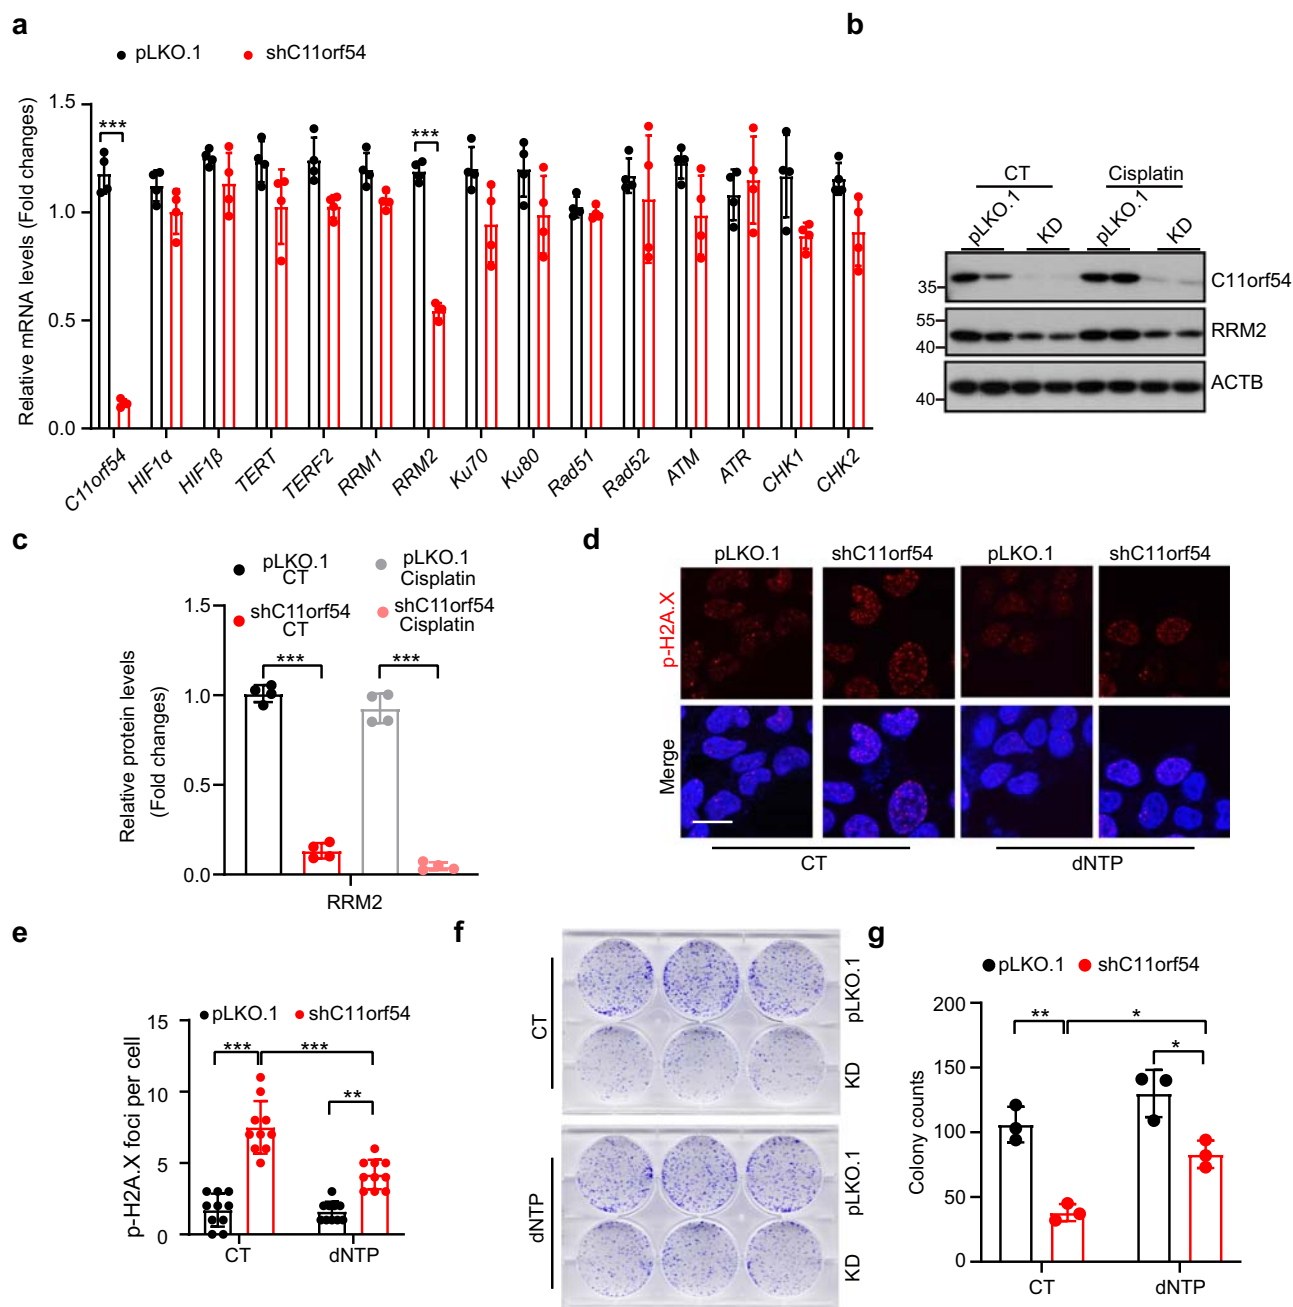 a
pLKO.1 shC11orf54
Relative mRNA levels (Fold changes)
1.5
1.0
0.5
0.0
*** ***
C11orf54 HIF1α HIF1β TERT TERF2 RRM1 RRM2 Ku70 Ku80 Rad51 Rad52 ATM ATR CHK1 CHK2
b
CT Cisplatin
pLKO.1 KD pLKO.1 KD
35 C11orf54
55
40 RRM2
40 ACTB
c
pLKO.1 CT
pLKO.1 Cisplatin
shC11orf54 CT
shC11orf54 Cisplatin
Relative protein levels
(Fold changes)
1.5
1.0
0.5
0.0
*** ***
RRM2
d
pLKO.1 shC11orf54 pLKO.1 shC11orf54
p-H2A.X
Merge
CT dNTP
e
pLKO.1 shC11orf54
p-H2A.X foci per cell
15
10
5
0
*** *** **
CT dNTP
f
CT
pLKO.1
KD
dNTP
pLKO.1
KD
g
pLKO.1 shC11orf54
Colony counts
200
150
100
50
0
** * *
CT dNTP